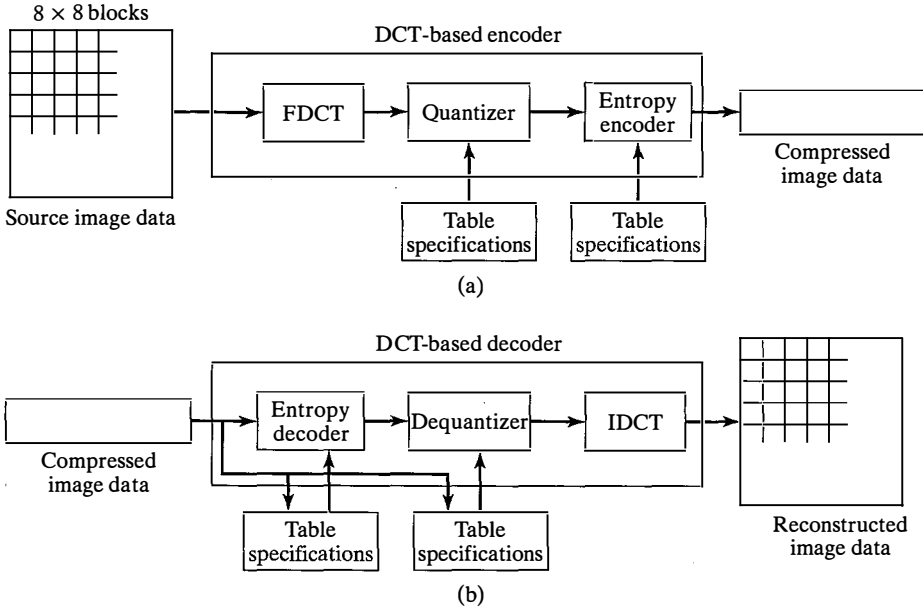 8 × 8 blocks
DCT-based encoder
FDCT
Quantizer
Entropy
encoder
Compressed
image data
Source image data
Table
specifications
Table
specifications
(a)
DCT-based decoder
Entropy
decoder
Dequantizer
IDCT
Compressed
image data
Table
specifications
Table
specifications
Reconstructed
image data
(b)